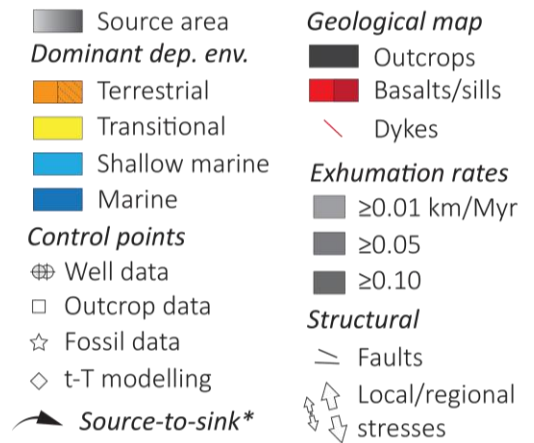 Source area
Dominant dep. env.
Terrestrial
Transitional
Shallow marine
Marine
Control points
Well data
Outcrop data
Fossil data
t-T modelling
Source-to-sink*
Geological map
Outcrops
Basalts/sills
Dykes
Exhumation rates
≥0.01 km/Myr
≥0.05
≥0.10
Structural
Faults
Local/regional
stresses